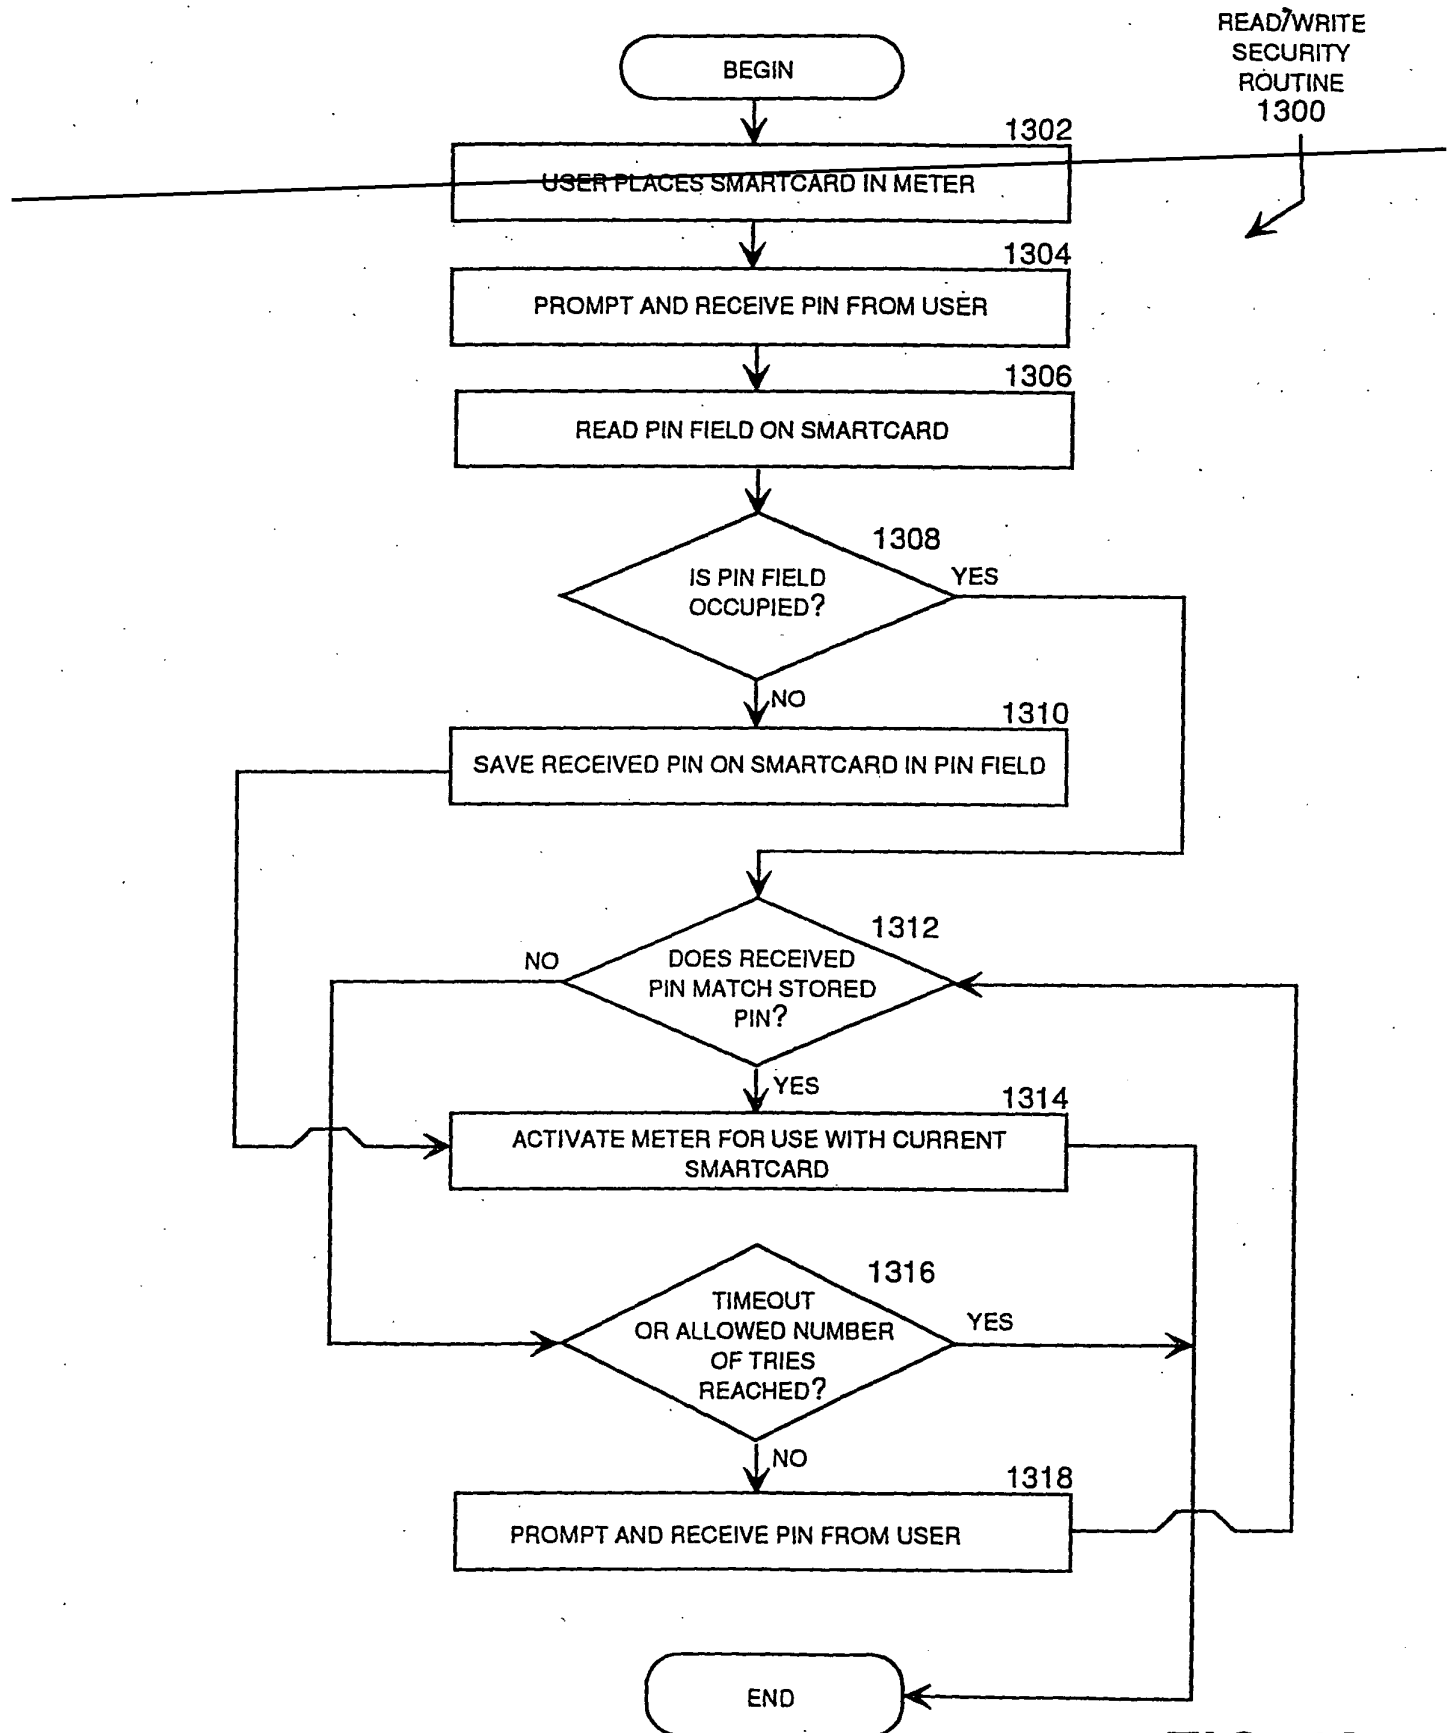 READ/WRITE
SECURITY
ROUTINE
1300
BEGIN
1302
USER PLACES SMARTCARD IN METER
1304
PROMPT AND RECEIVE PIN FROM USER
1306
READ PIN FIELD ON SMARTCARD
1308
IS PIN FIELD
OCCUPIED?
YES
NO
1310
SAVE RECEIVED PIN ON SMARTCARD IN PIN FIELD
1312
NO
DOES RECEIVED
PIN MATCH STORED
PIN?
YES
1314
ACTIVATE METER FOR USE WITH CURRENT
SMARTCARD
1316
TIMEOUT
OR ALLOWED NUMBER
OF TRIES
REACHED?
YES
NO
1318
PROMPT AND RECEIVE PIN FROM USER
END